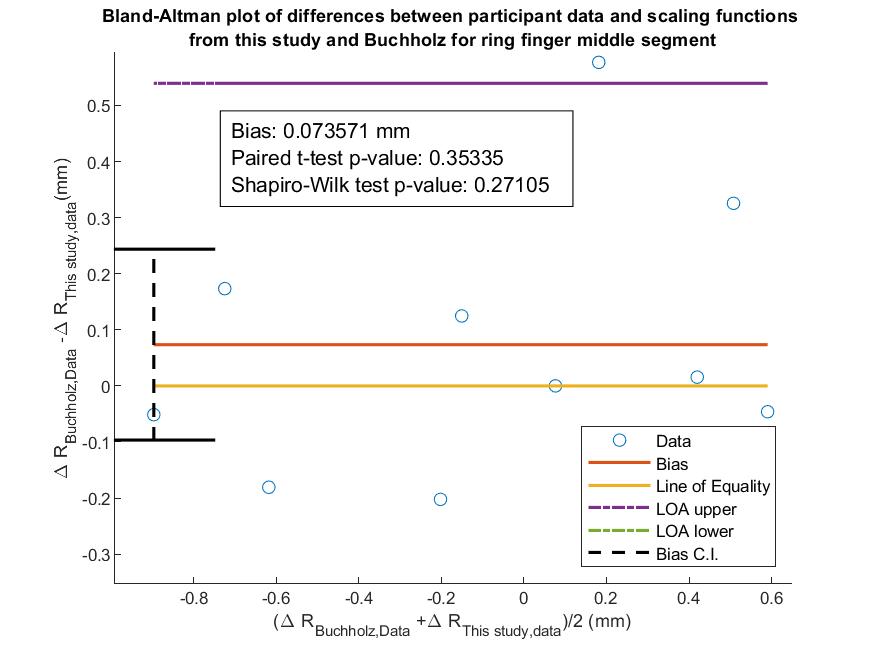 Bland-Altman plot of differences between participant data and scaling functions
from this study and Buchholz for ring finger middle segment
Δ R_Buchholz,Data -Δ R_This study,data(mm)
0.5
0.4
0.3
0.2
0.1
0
-0.1
-0.2
-0.3
Bias: 0.073571 mm
Paired t-test p-value: 0.35335
Shapiro-Wilk test p-value: 0.27105
Data
Bias
Line of Equality
LOA upper
LOA lower
Bias C.I.
-0.8 -0.6 -0.4 -0.2 0 0.2 0.4 0.6
(Δ R_Buchholz,Data +Δ R_This study,data)/2 (mm)